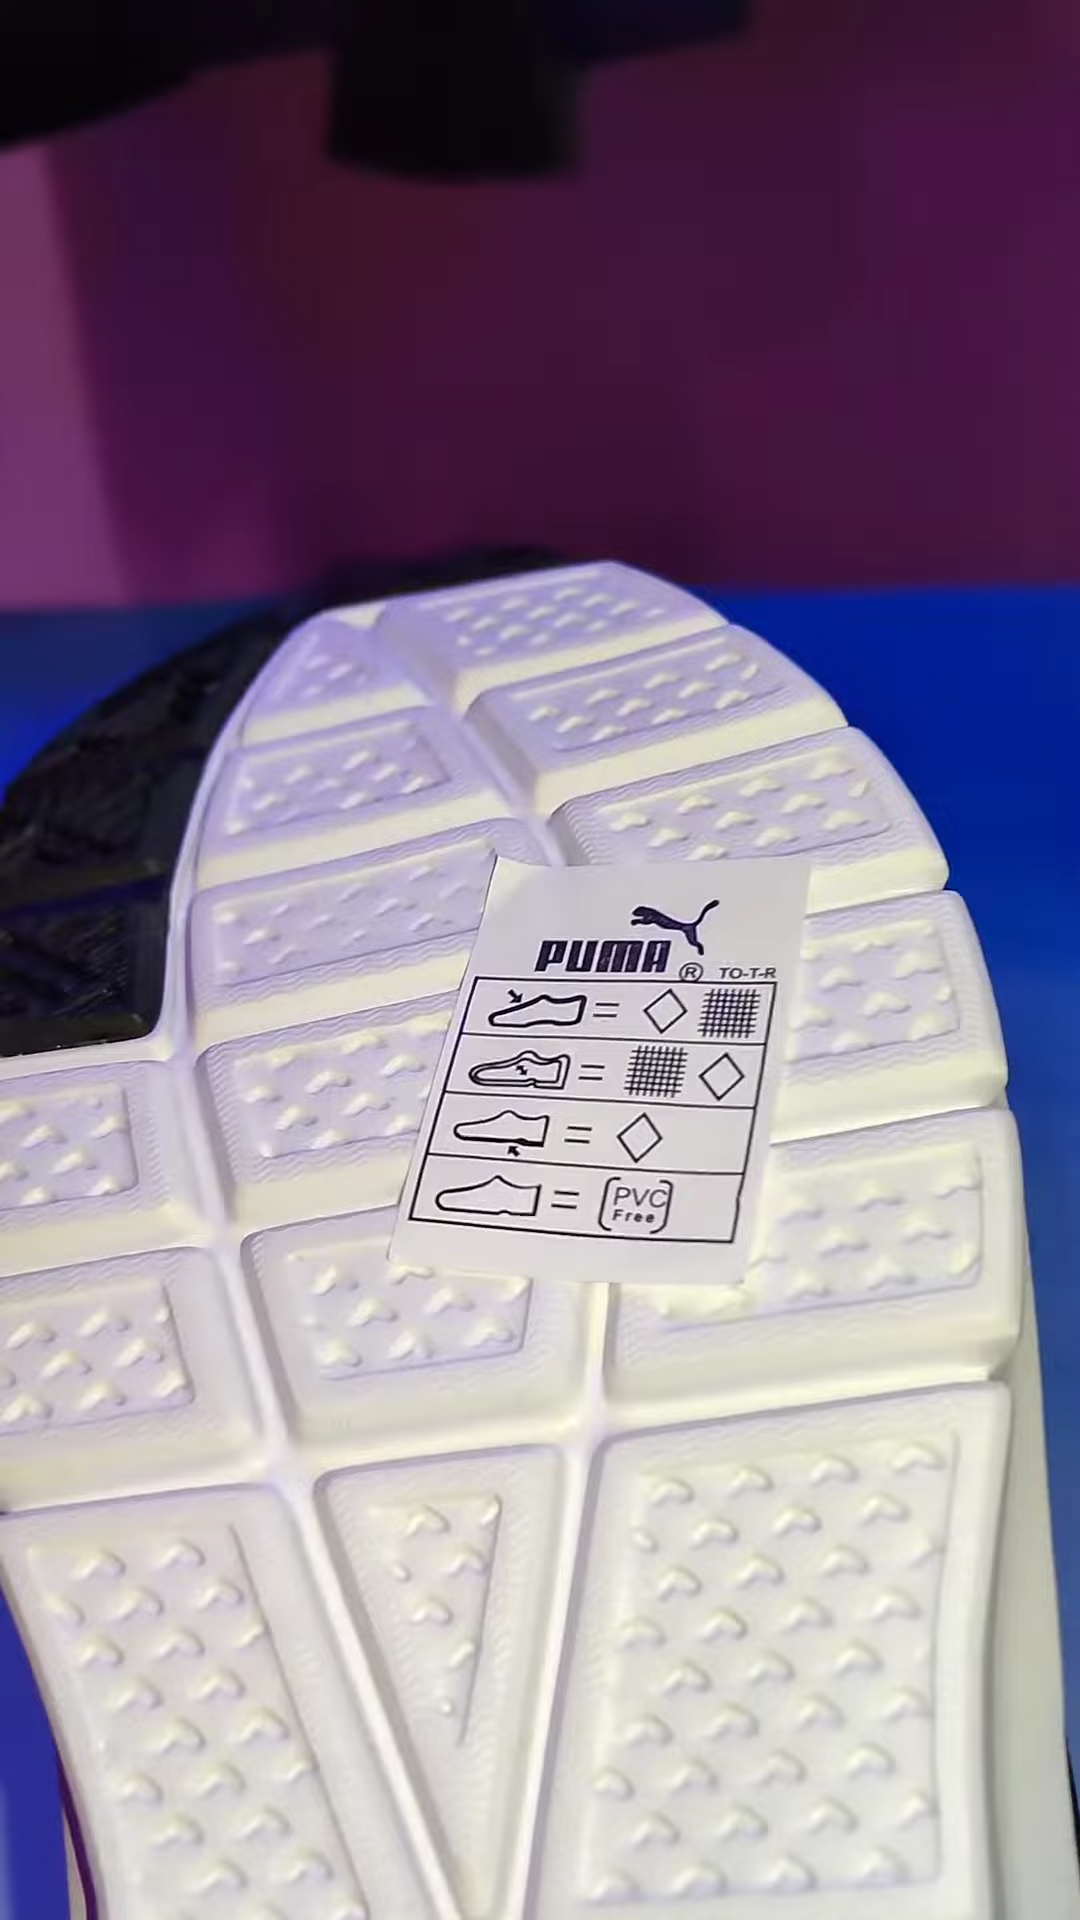 PUMA
® TO-T-R
=
=
=
= PVC
Free